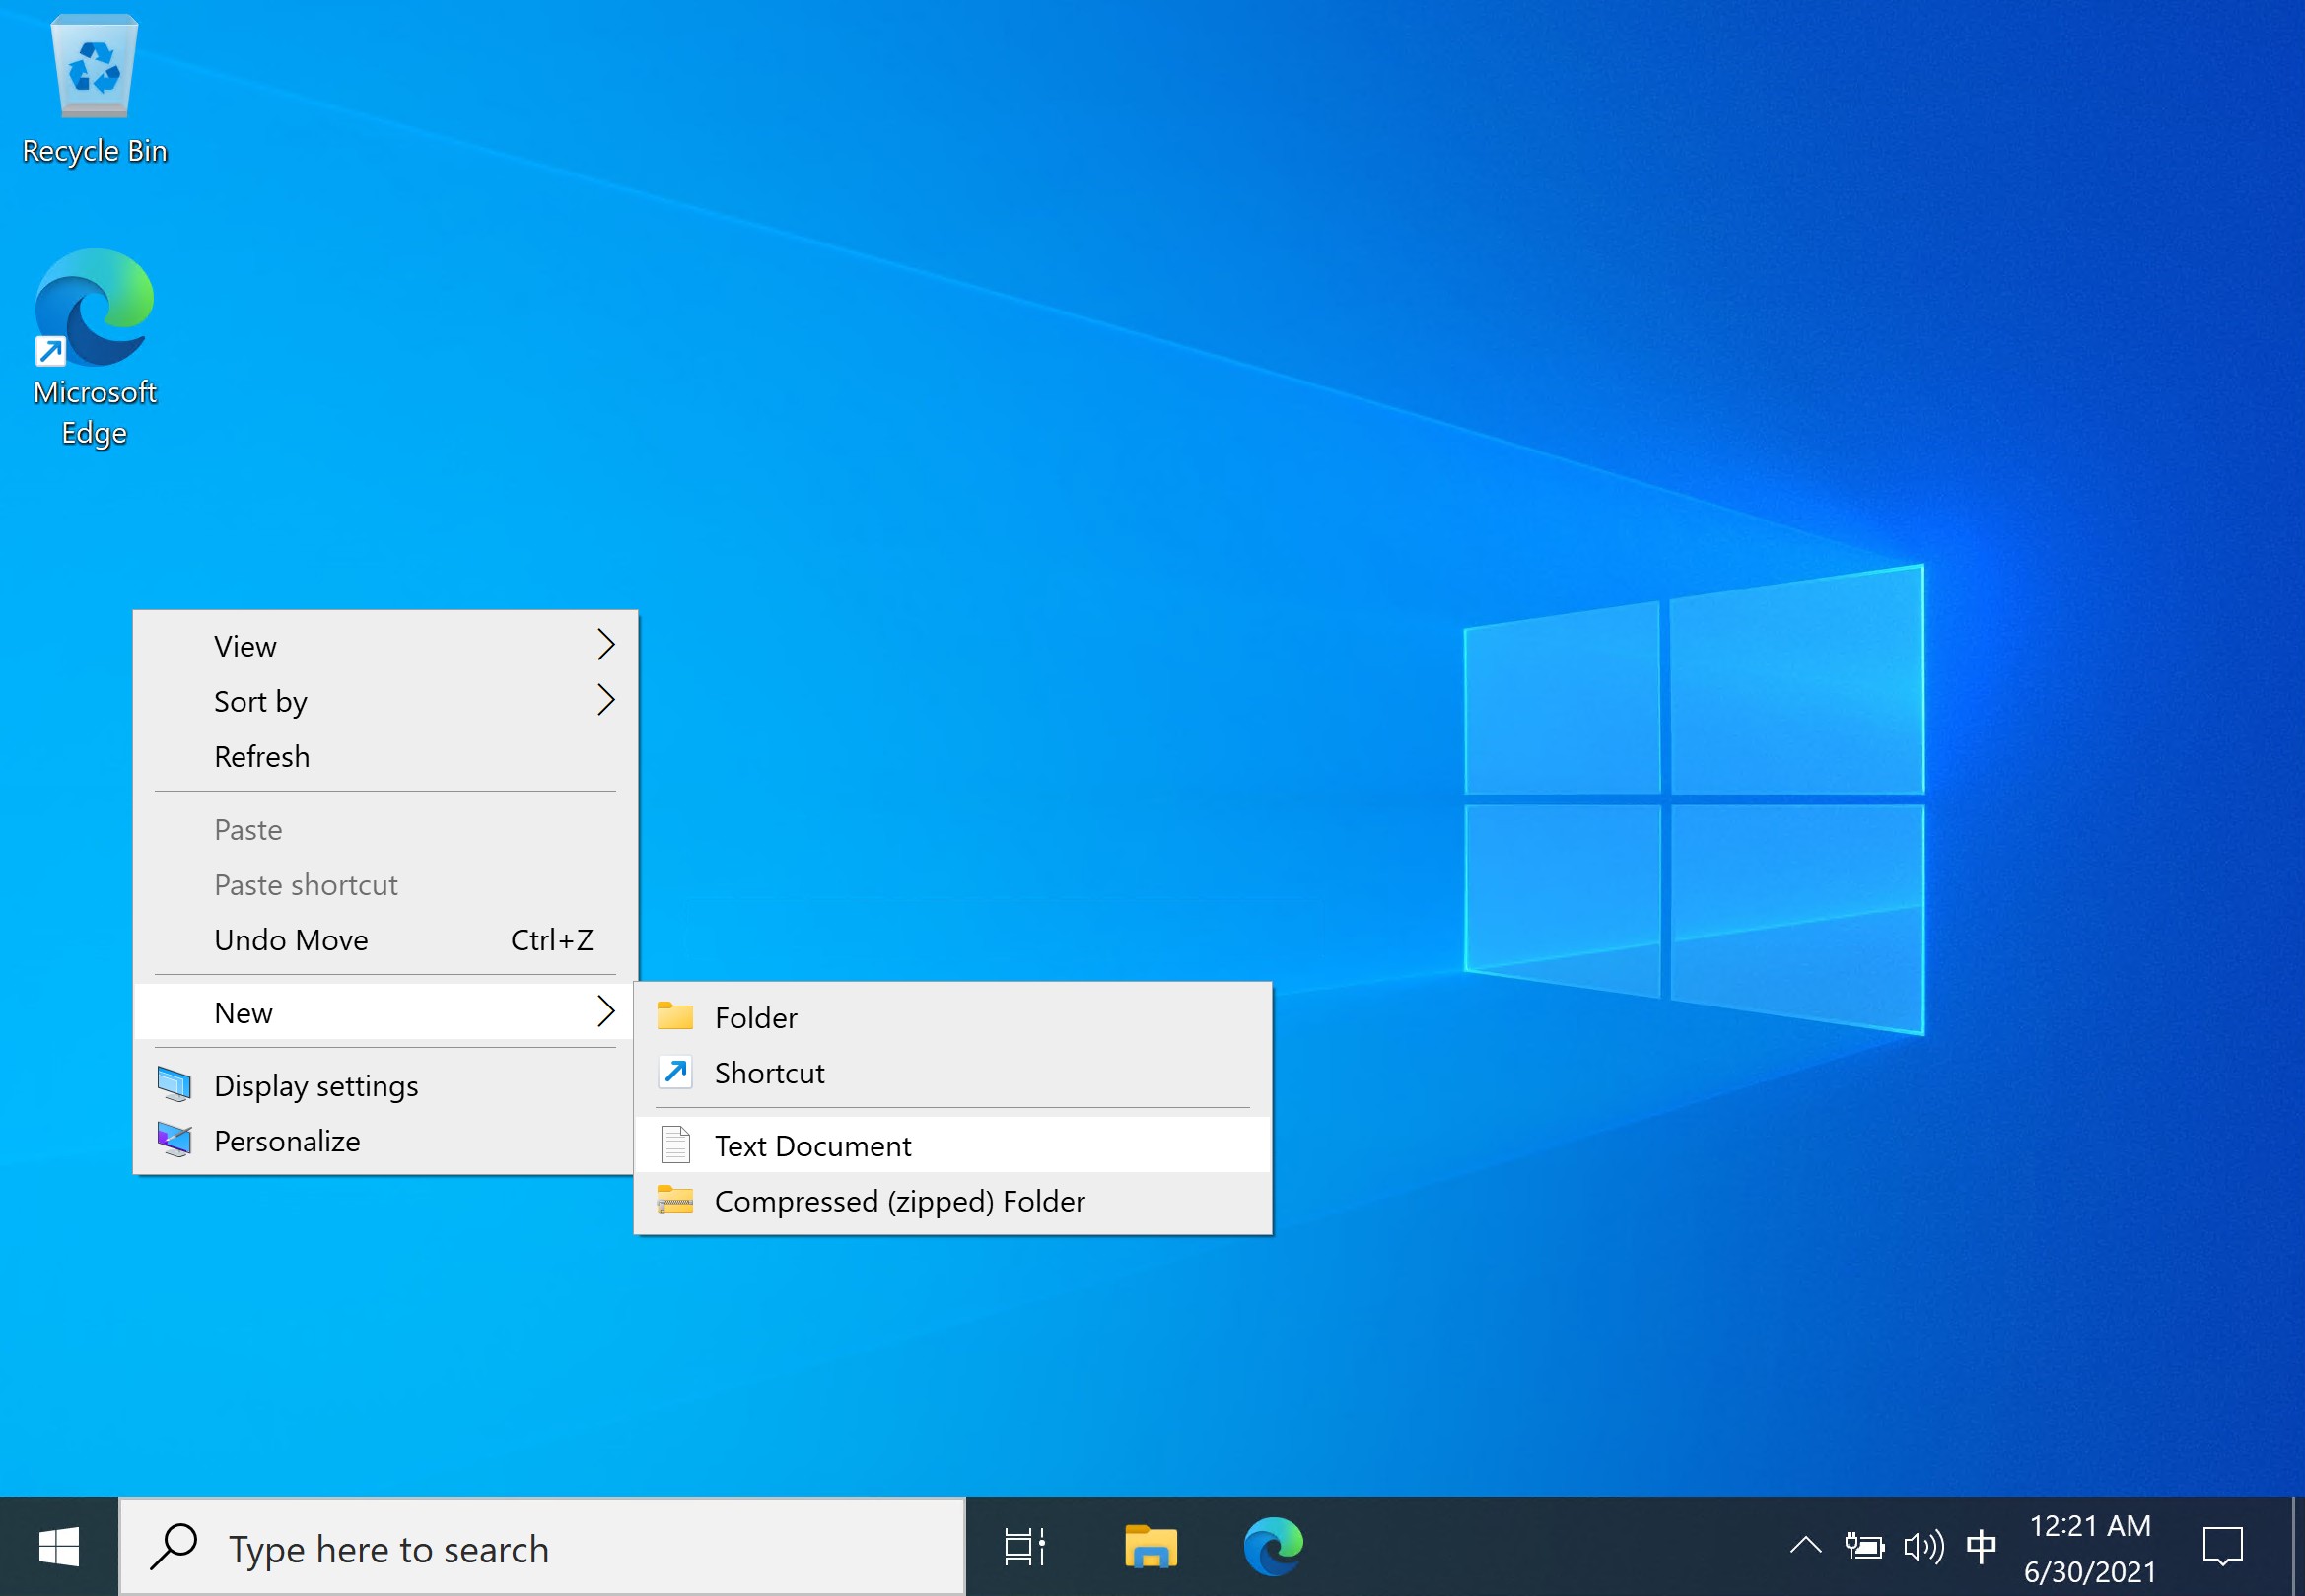 Recycle Bin
Microsoft
Edge
View
Sort by
Refresh
Paste
Paste shortcut
Undo Move Ctrl+Z
New
Display settings
Personalize
Folder
Shortcut
Text Document
Compressed (zipped) Folder
Type here to search
中
12:21 AM
6/30/2021